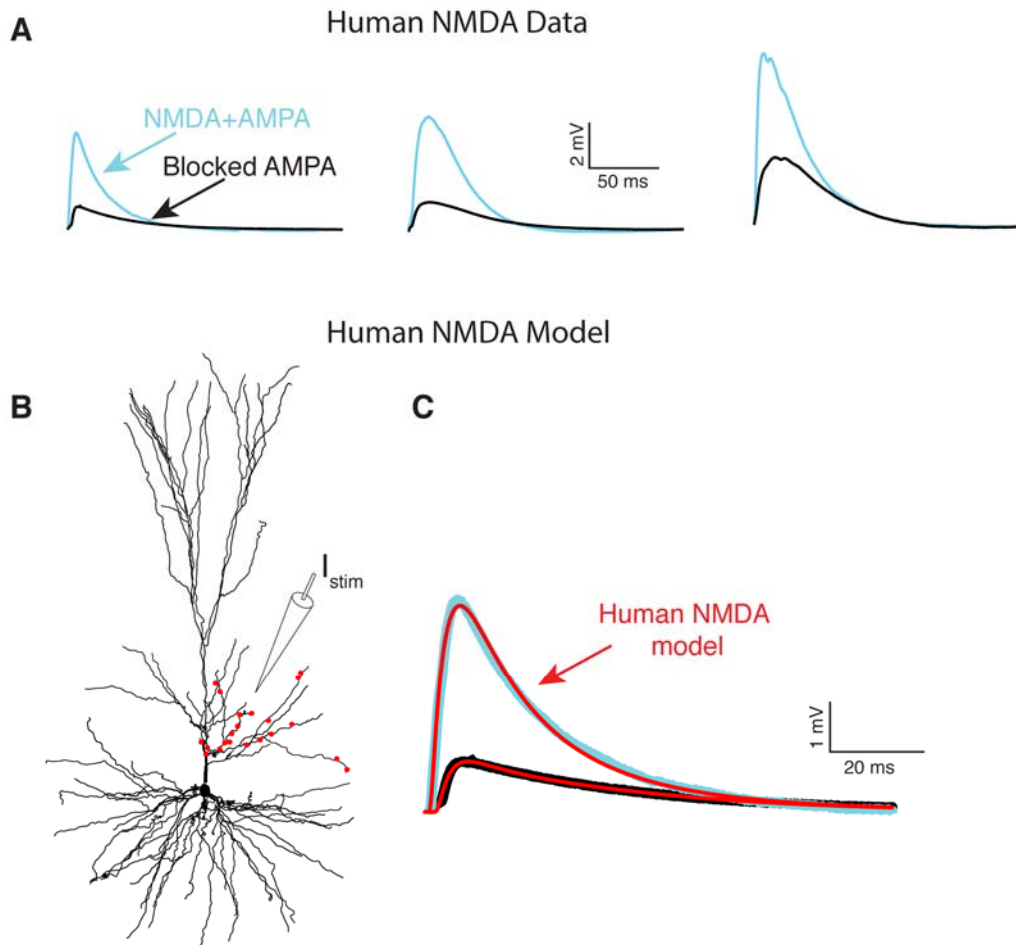 Human NMDA Data
A
NMDA+AMPA
Blocked AMPA
2 mV
50 ms
Human NMDA Model
B
C
I
stim
Human NMDA
model
1 mV
20 ms